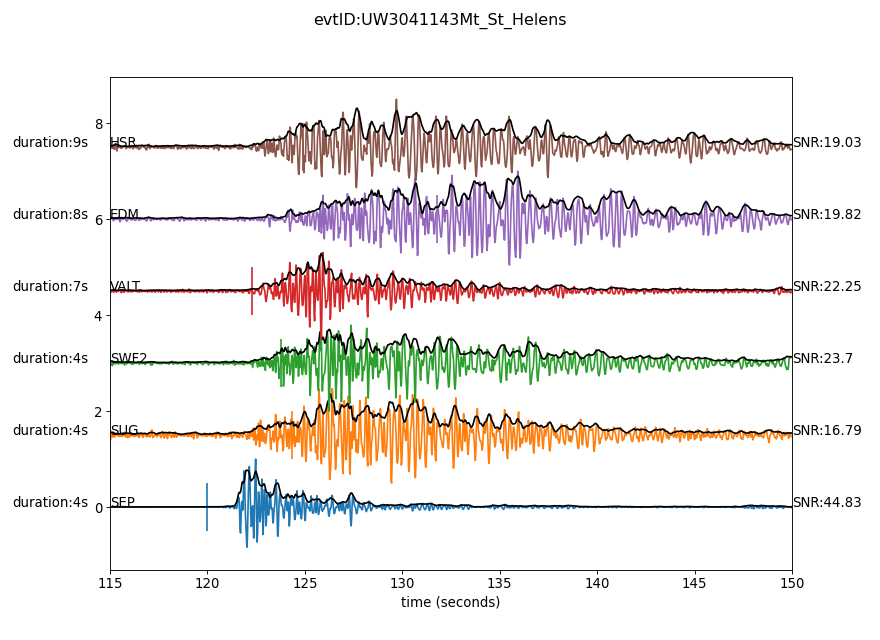 evtID:UW3041143Mt_St_Helens
8
duration:9s HSR SNR:19.03
duration:8s EDM SNR:19.82
6
duration:7s VALT SNR:22.25
4
duration:4s SWF2 SNR:23.7
2
duration:4s SUG SNR:16.79
duration:4s SEP SNR:44.83
0
115 120 125 130 135 140 145 150
time (seconds)